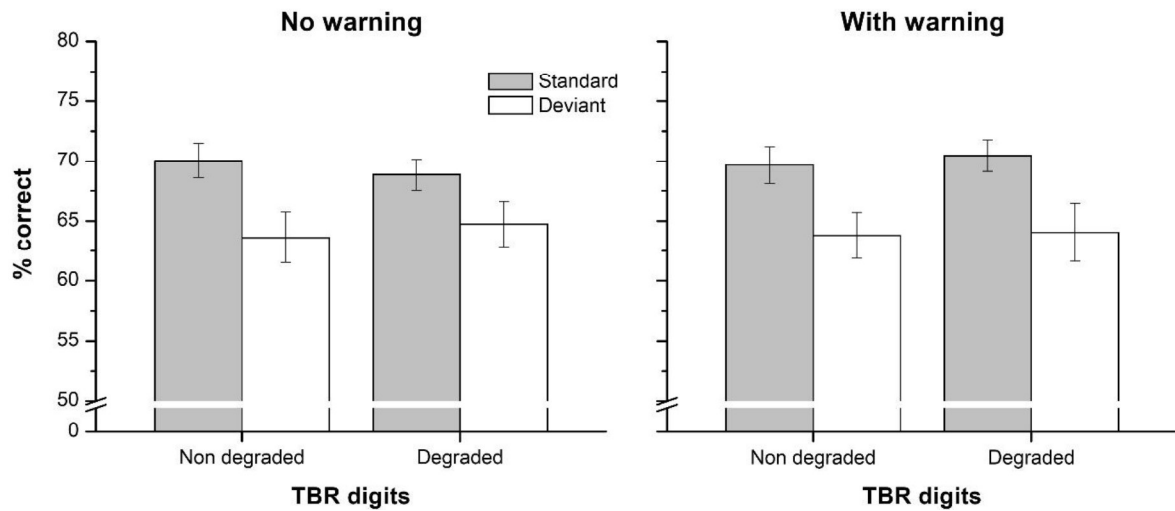 No warning
With warning
80
75
70
65
60
55
50
0
% correct
Standard
Deviant
Non degraded
Degraded
Non degraded
Degraded
TBR digits
TBR digits